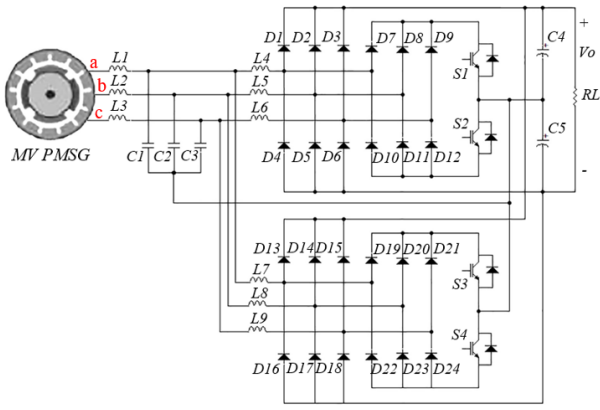 D1 D2 D3
D7 D8 D9
C4
+
Vo
a L1 L4
b L2 L5
c L3 L6
S1
RL
MV PMSG
C1 C2 C3
S2
C5
D4 D5 D6
D10 D11 D12
-
D13 D14 D15
D19 D20 D21
L7
L8
L9
S3
S4
D16 D17 D18
D22 D23 D24